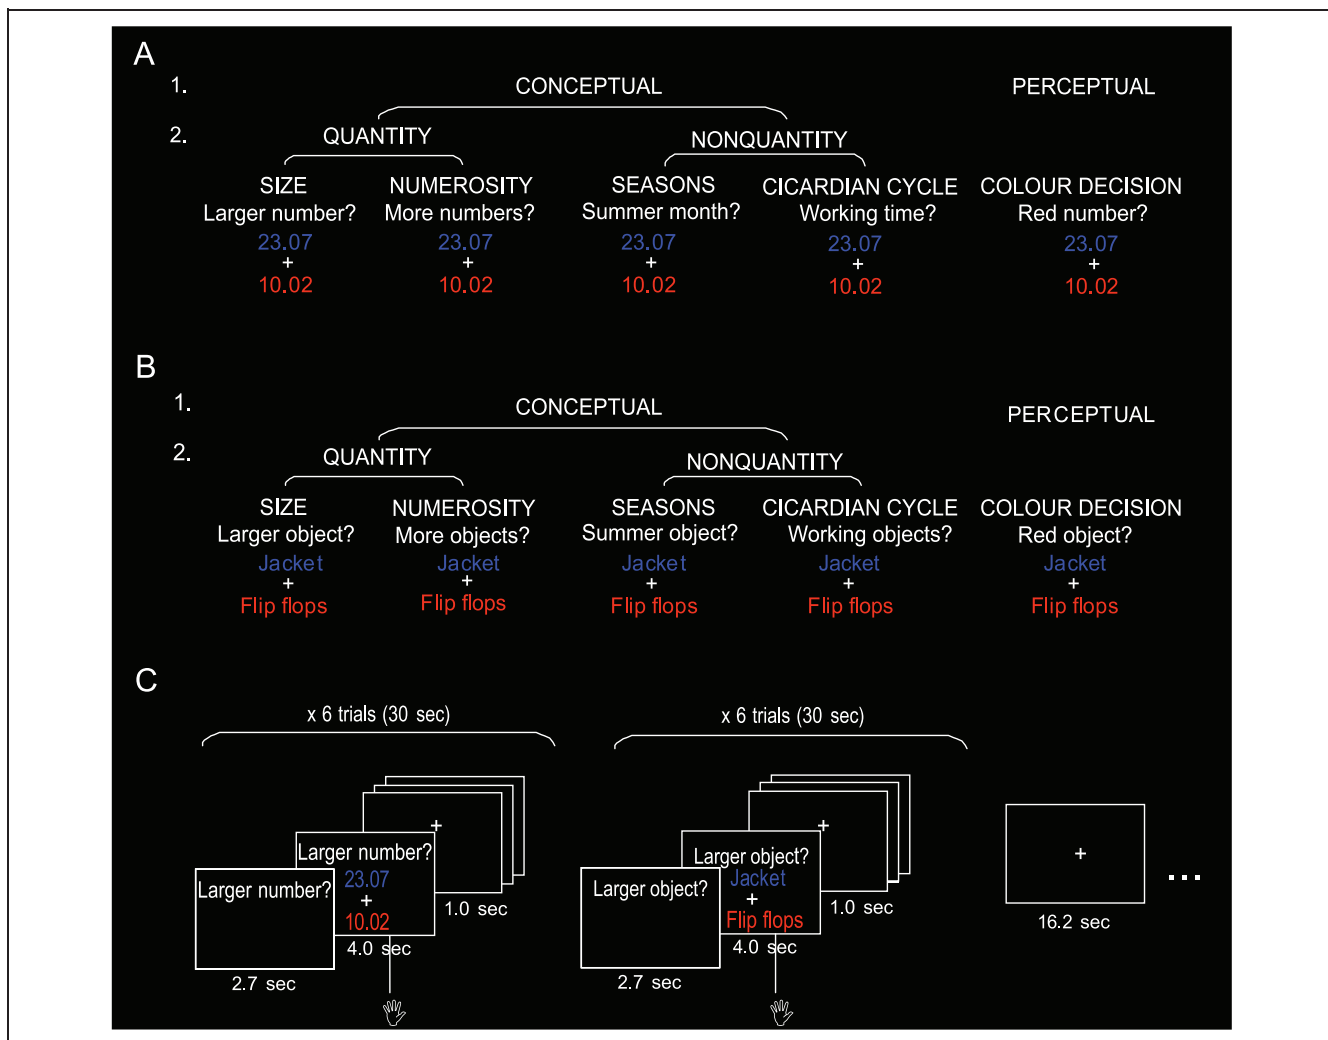 A
1. CONCEPTUAL PERCEPTUAL
2. QUANTITY NONQUANTITY
SIZE NUMEROSITY SEASONS CICARDIAN CYCLE COLOUR DECISION
Larger number? More numbers? Summer month? Working time? Red number?
23.07 23.07 23.07 23.07 23.07
+ + + + +
10.02 10.02 10.02 10.02 10.02
B
1. CONCEPTUAL PERCEPTUAL
2. QUANTITY NONQUANTITY
SIZE NUMEROSITY SEASONS CICARDIAN CYCLE COLOUR DECISION
Larger object? More objects? Summer object? Working objects? Red object?
Jacket Jacket Jacket Jacket Jacket
+ + + + +
Flip flops Flip flops Flip flops Flip flops Flip flops
C
x 6 trials (30 sec) x 6 trials (30 sec)
Larger number?
2.7 sec
Larger number?
23.07
+
10.02
4.0 sec
+
1.0 sec
Larger object?
2.7 sec
Larger object?
Jacket
+
Flip flops
4.0 sec
+
1.0 sec
+
16.2 sec
...